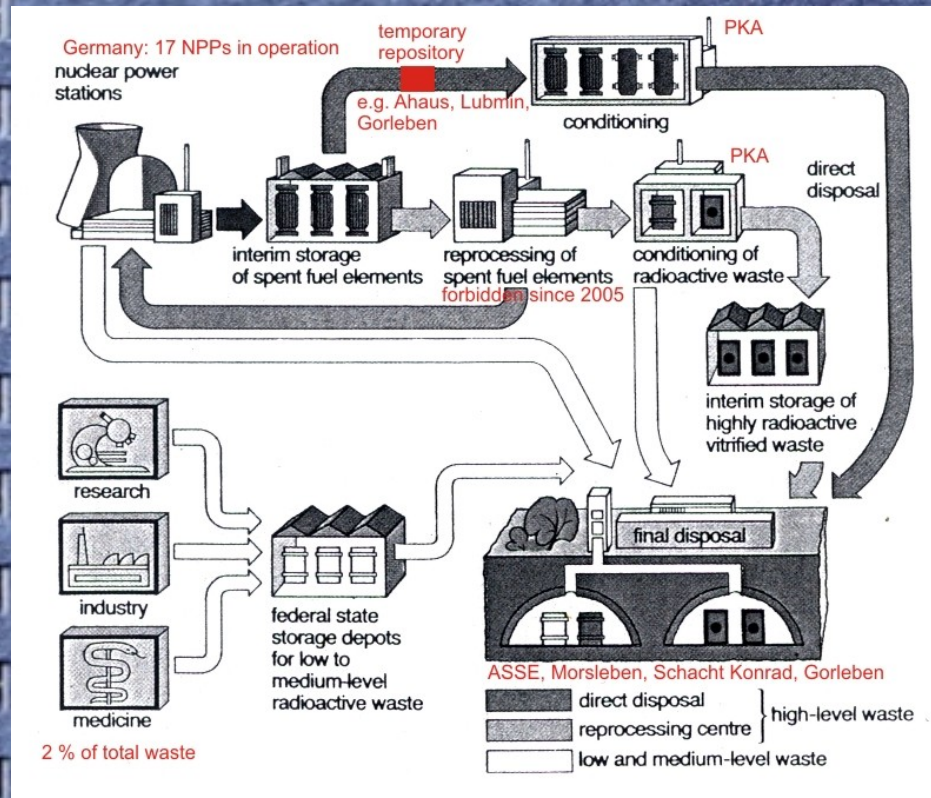 Germany: 17 NPPs in operation
nuclear power
stations
temporary
repository
e.g. Ahaus, Lubmin,
Gorleben
PKA
conditioning
PKA
direct
disposal
interim storage
of spent fuel elements
reprocessing of
spent fuel elements
forbidden since 2005
conditioning of
radioactive waste
interim storage of
highly radioactive
vitrified waste
research
industry
medicine
2 % of total waste
federal state
storage depots
for low to
medium-level
radioactive waste
final disposal
ASSE, Morsleben, Schacht Konrad, Gorleben
direct disposal
reprocessing centre
high-level waste
low and medium-level waste